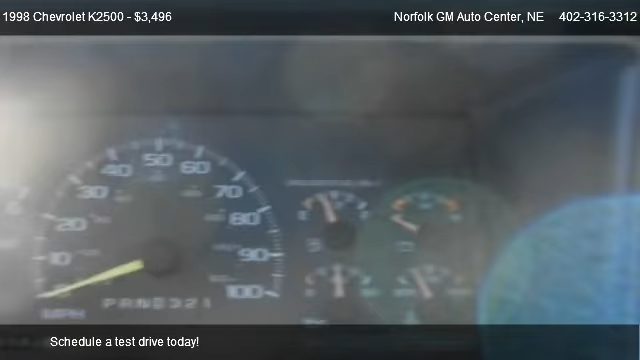 1998 Chevrolet K2500 - $3,496
Norfolk GM Auto Center, NE 402-316-3312
50
40 60
30 70
20 80
10 90
100
PRND321
MPH
Schedule a test drive today!